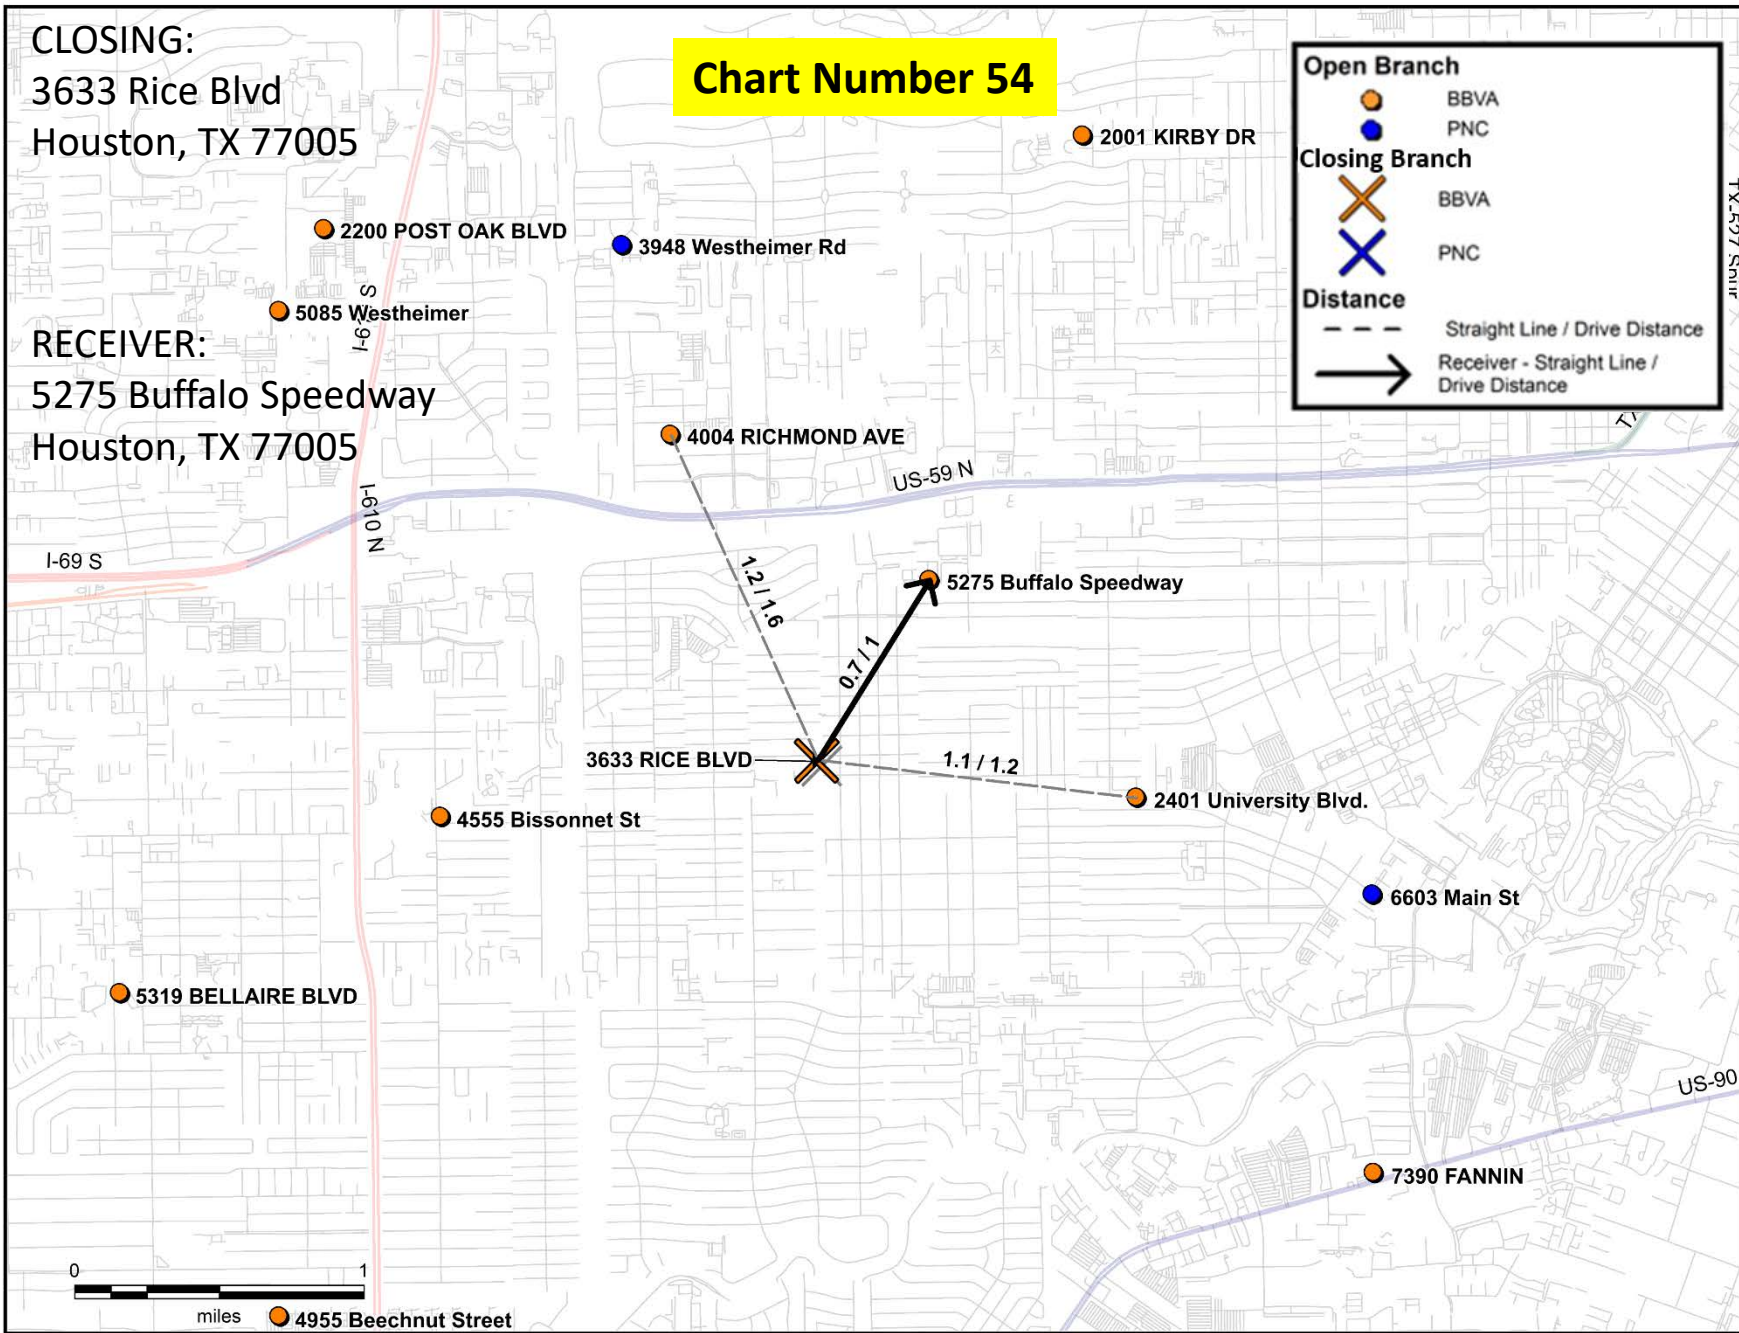 CLOSING:
3633 Rice Blvd
Houston, TX 77005
Chart Number 54
Open Branch
BBVA
PNC
Closing Branch
BBVA
PNC
Distance
Straight Line / Drive Distance
Receiver - Straight Line /
Drive Distance
2001 KIRBY DR
2200 POST OAK BLVD
3948 Westheimer Rd
5085 Westheimer
RECEIVER:
5275 Buffalo Speedway
Houston, TX 77005
4004 RICHMOND AVE
US-59 N
I-610 N
I-69 S
1.2 / 1.6
5275 Buffalo Speedway
0.7 / 1
3633 RICE BLVD
1.1 / 1.2
2401 University Blvd.
4555 Bissonnet St
6603 Main St
5319 BELLAIRE BLVD
US-90
7390 FANNIN
0 1
miles
4955 Beechnut Street